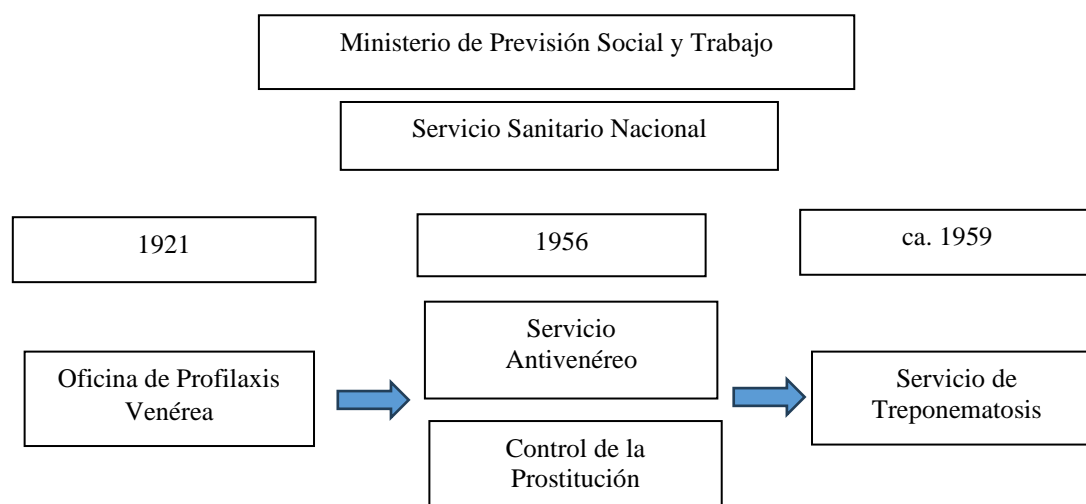 Ministerio de Previsión Social y Trabajo
Servicio Sanitario Nacional
1921
1956
ca. 1959
Oficina de Profilaxis
Venérea
Servicio
Antivenéreo
Control de la
Prostitución
Servicio de
Treponematosis